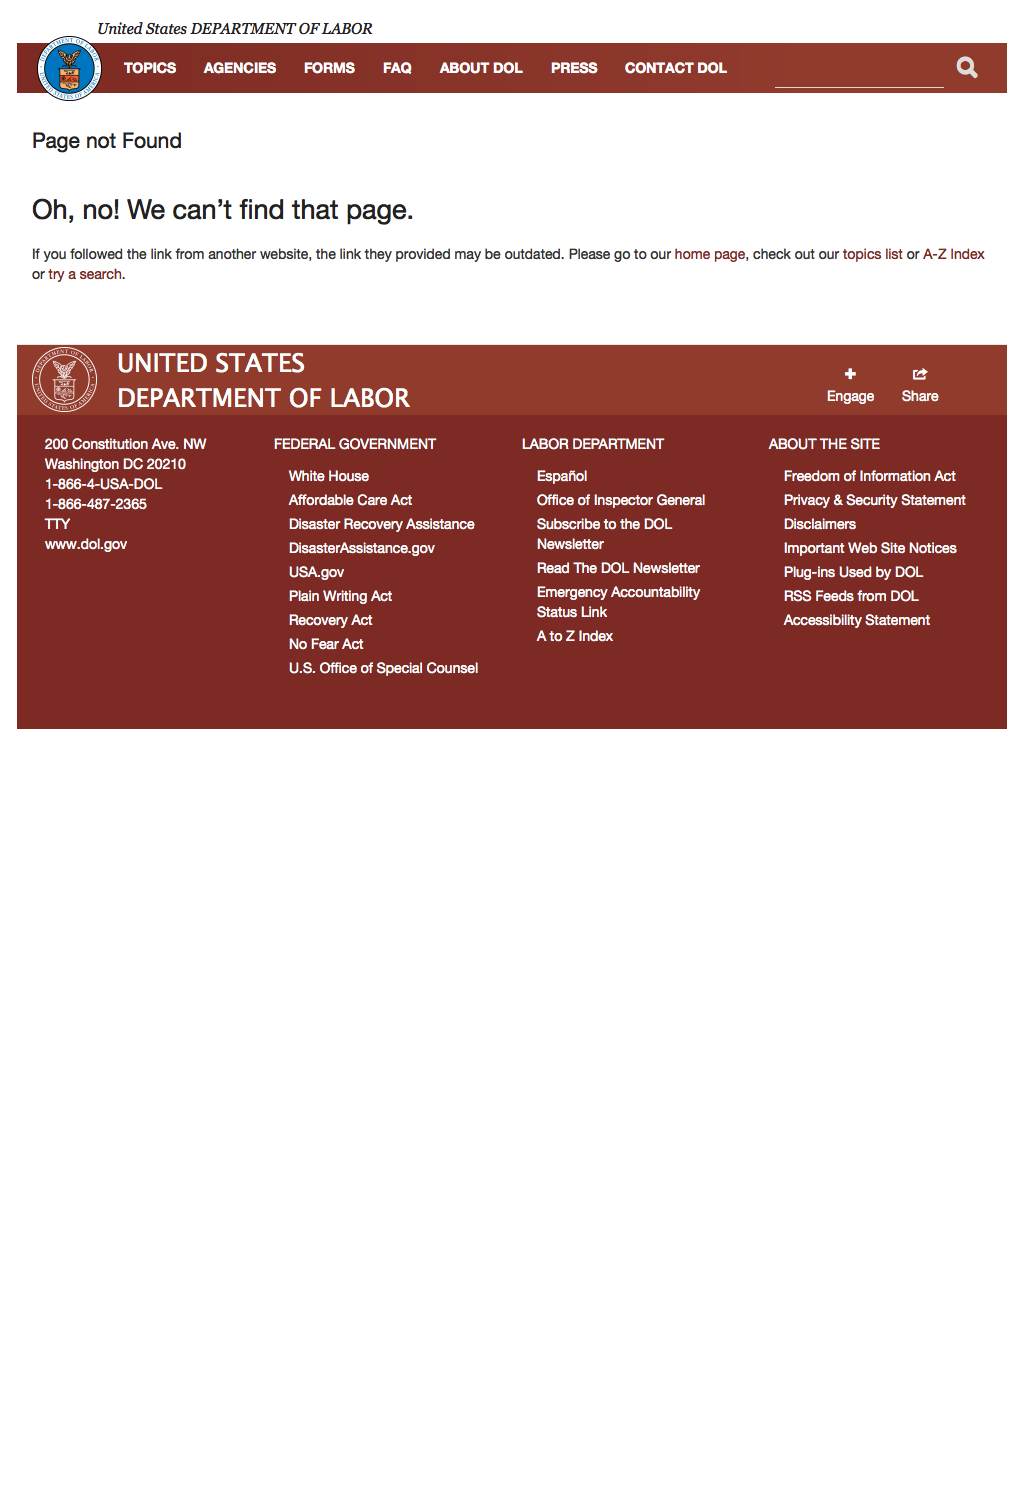 United States DEPARTMENT OF LABOR
TOPICS AGENCIES FORMS FAQ ABOUT DOL PRESS CONTACT DOL
Page not Found
Oh, no! We can’t find that page.
If you followed the link from another website, the link they provided may be outdated. Please go to our home page, check out our topics list or A-Z Index
or try a search.
UNITED STATES
DEPARTMENT OF LABOR
Engage Share
200 Constitution Ave. NW
Washington DC 20210
1-866-4-USA-DOL
1-866-487-2365
TTY
www.dol.gov
FEDERAL GOVERNMENT
White House
Affordable Care Act
Disaster Recovery Assistance
DisasterAssistance.gov
USA.gov
Plain Writing Act
Recovery Act
No Fear Act
U.S. Office of Special Counsel
LABOR DEPARTMENT
Español
Office of Inspector General
Subscribe to the DOL
Newsletter
Read The DOL Newsletter
Emergency Accountability
Status Link
A to Z Index
ABOUT THE SITE
Freedom of Information Act
Privacy & Security Statement
Disclaimers
Important Web Site Notices
Plug-ins Used by DOL
RSS Feeds from DOL
Accessibility Statement